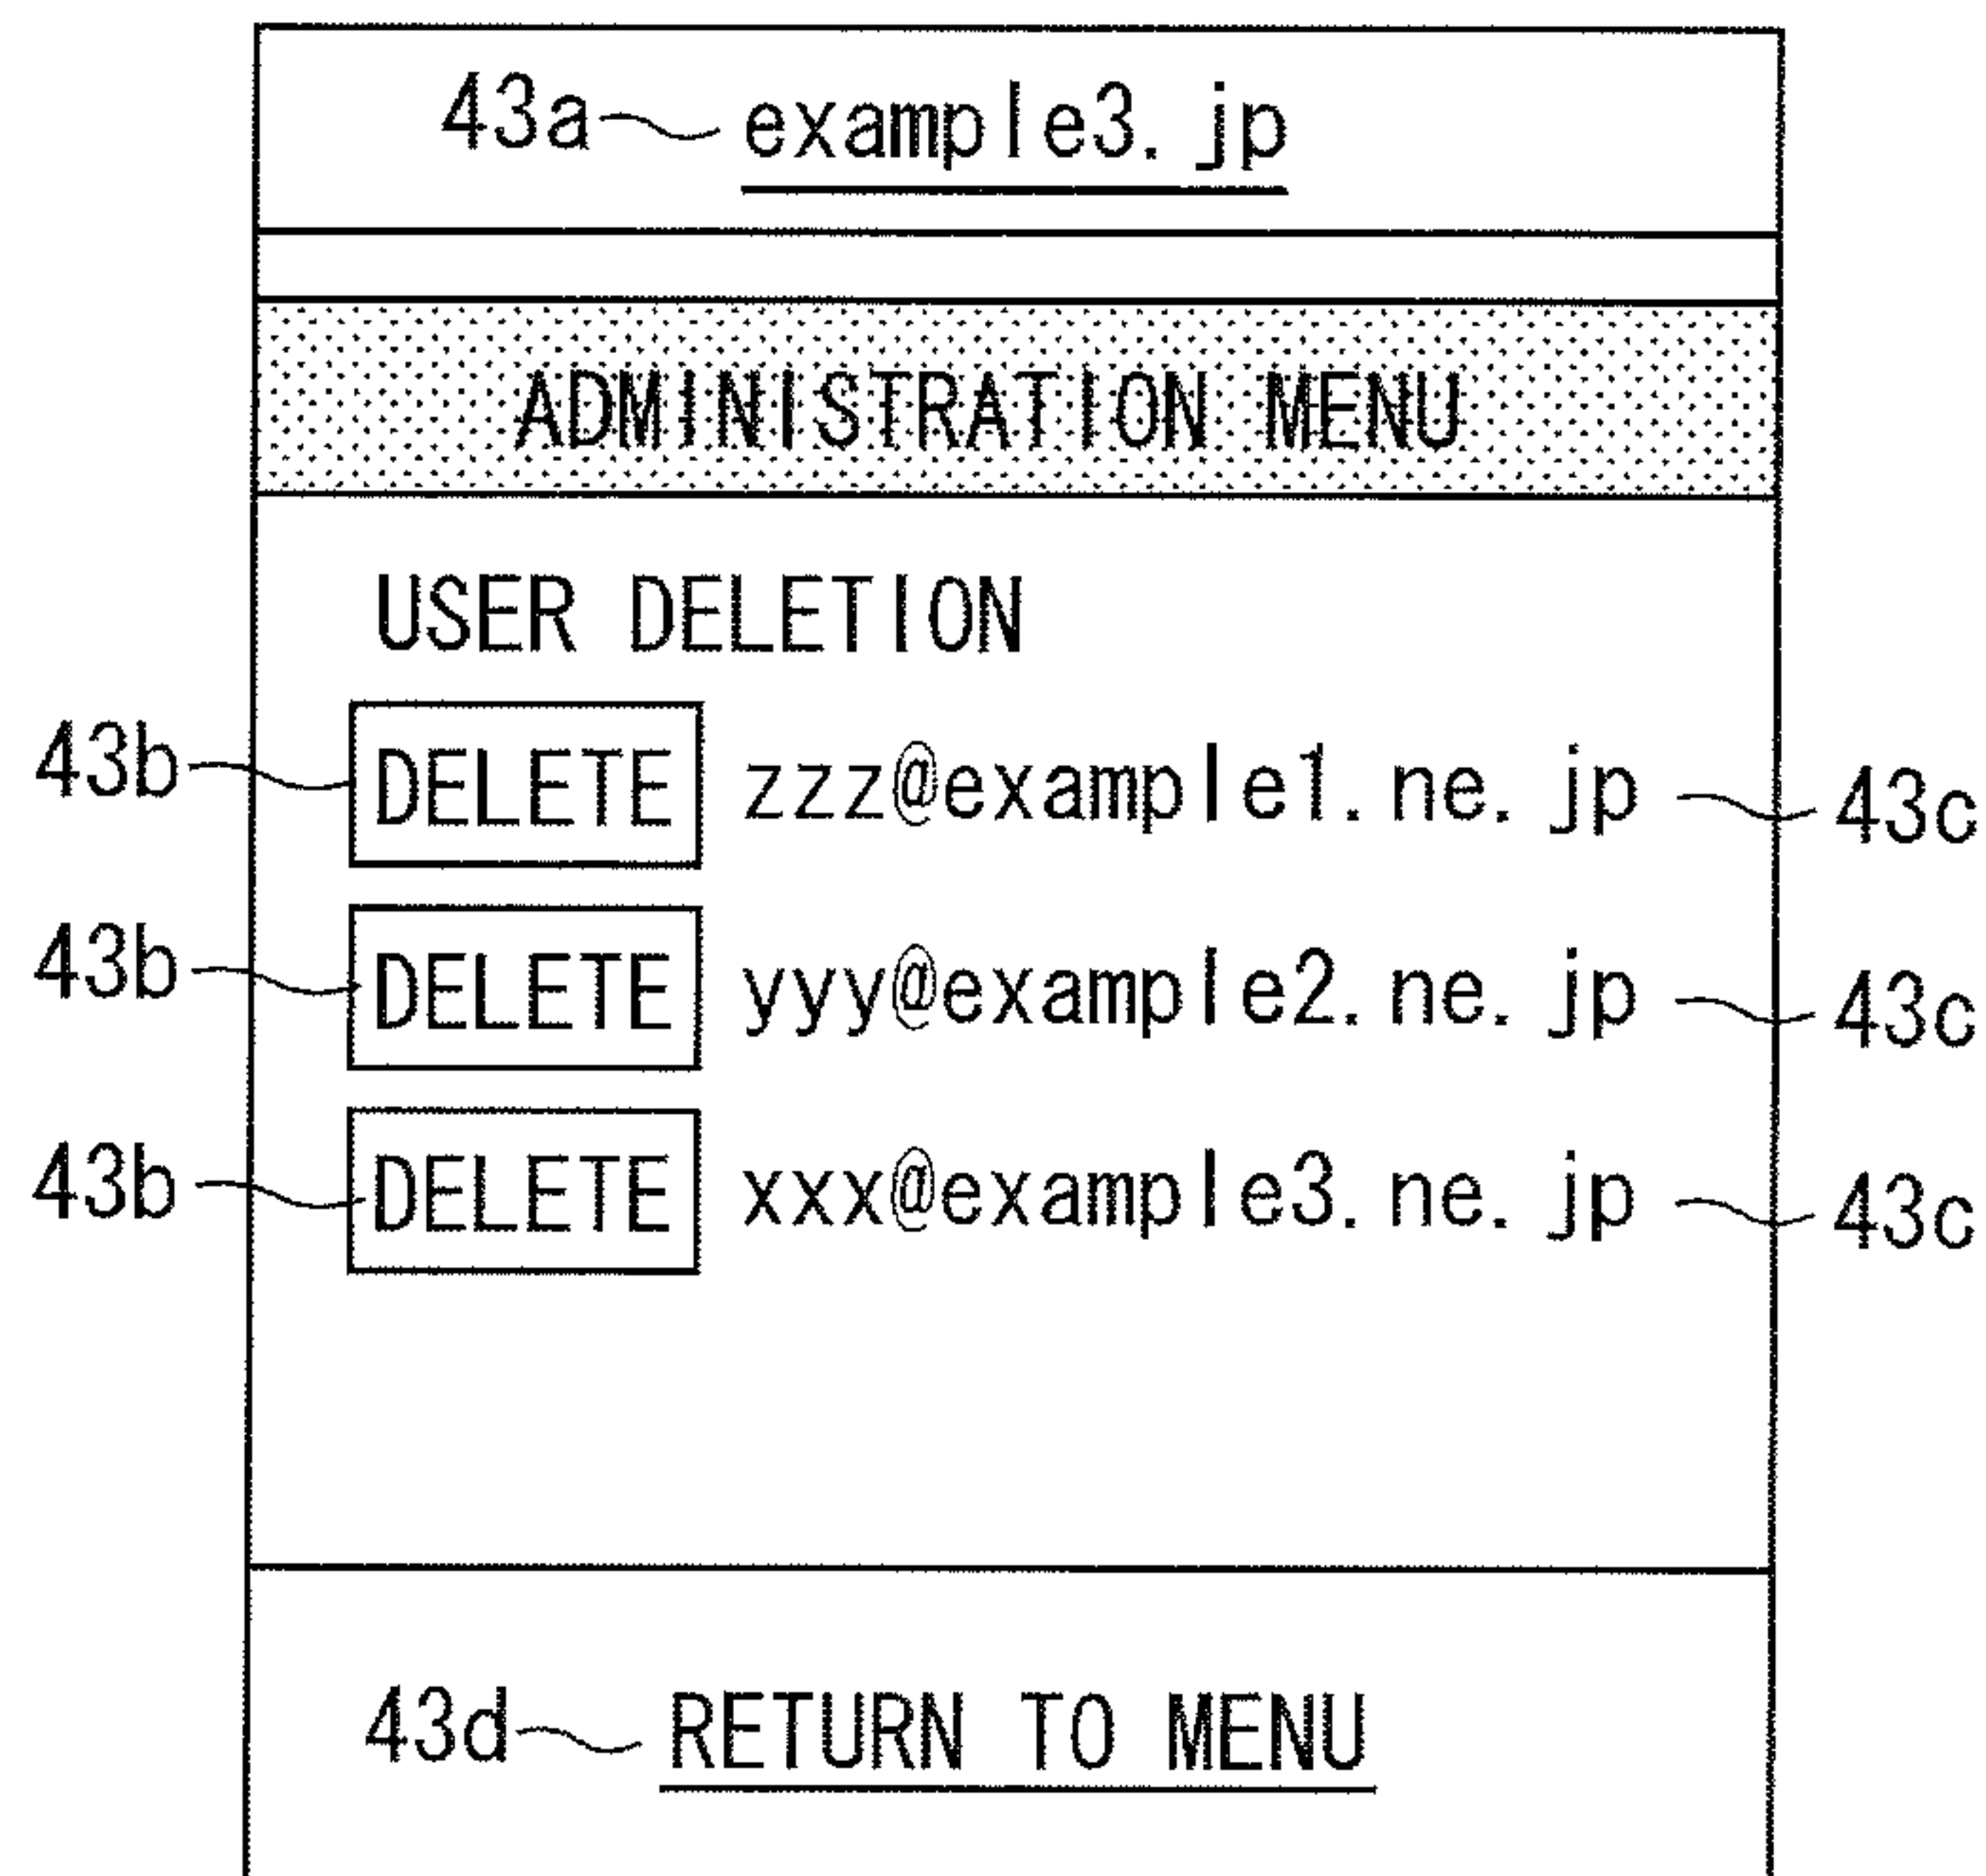 43a example3.jp
ADMINISTRATION MENU
USER DELETION
43b DELETE zzz@example1.ne.jp 43c
43b DELETE yyy@example2.ne.jp 43c
43b DELETE xxx@example3.ne.jp 43c
43d RETURN TO MENU